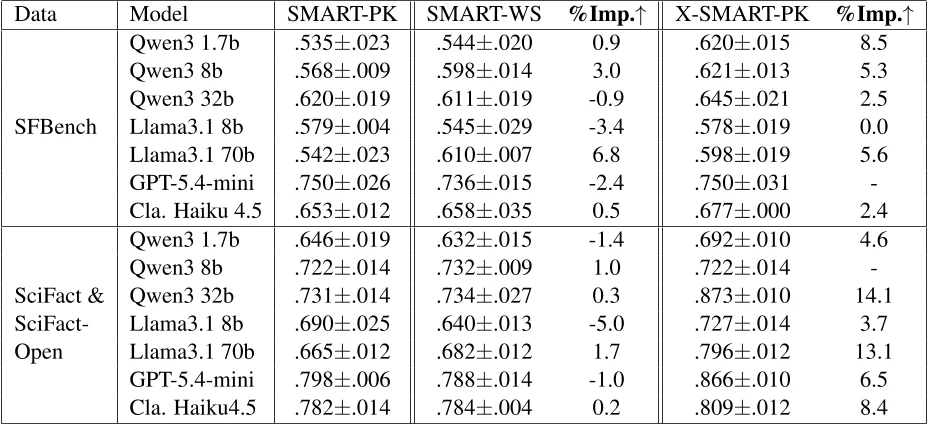 Data Model SMART-PK SMART-WS %Imp.↑ X-SMART-PK %Imp.↑
Qwen3 1.7b .535±.023 .544±.020 0.9 .620±.015 8.5
Qwen3 8b .568±.009 .598±.014 3.0 .621±.013 5.3
Qwen3 32b .620±.019 .611±.019 -0.9 .645±.021 2.5
SFBench Llama3.1 8b .579±.004 .545±.029 -3.4 .578±.019 0.0
Llama3.1 70b .542±.023 .610±.007 6.8 .598±.019 5.6
GPT-5.4-mini .750±.026 .736±.015 -2.4 .750±.031 -
Cla. Haiku 4.5 .653±.012 .658±.035 0.5 .677±.000 2.4
Qwen3 1.7b .646±.019 .632±.015 -1.4 .692±.010 4.6
Qwen3 8b .722±.014 .732±.009 1.0 .722±.014 -
SciFact & Qwen3 32b .731±.014 .734±.027 0.3 .873±.010 14.1
SciFact- Llama3.1 8b .690±.025 .640±.013 -5.0 .727±.014 3.7
Open Llama3.1 70b .665±.012 .682±.012 1.7 .796±.012 13.1
GPT-5.4-mini .798±.006 .788±.014 -1.0 .866±.010 6.5
Cla. Haiku4.5 .782±.014 .784±.004 0.2 .809±.012 8.4